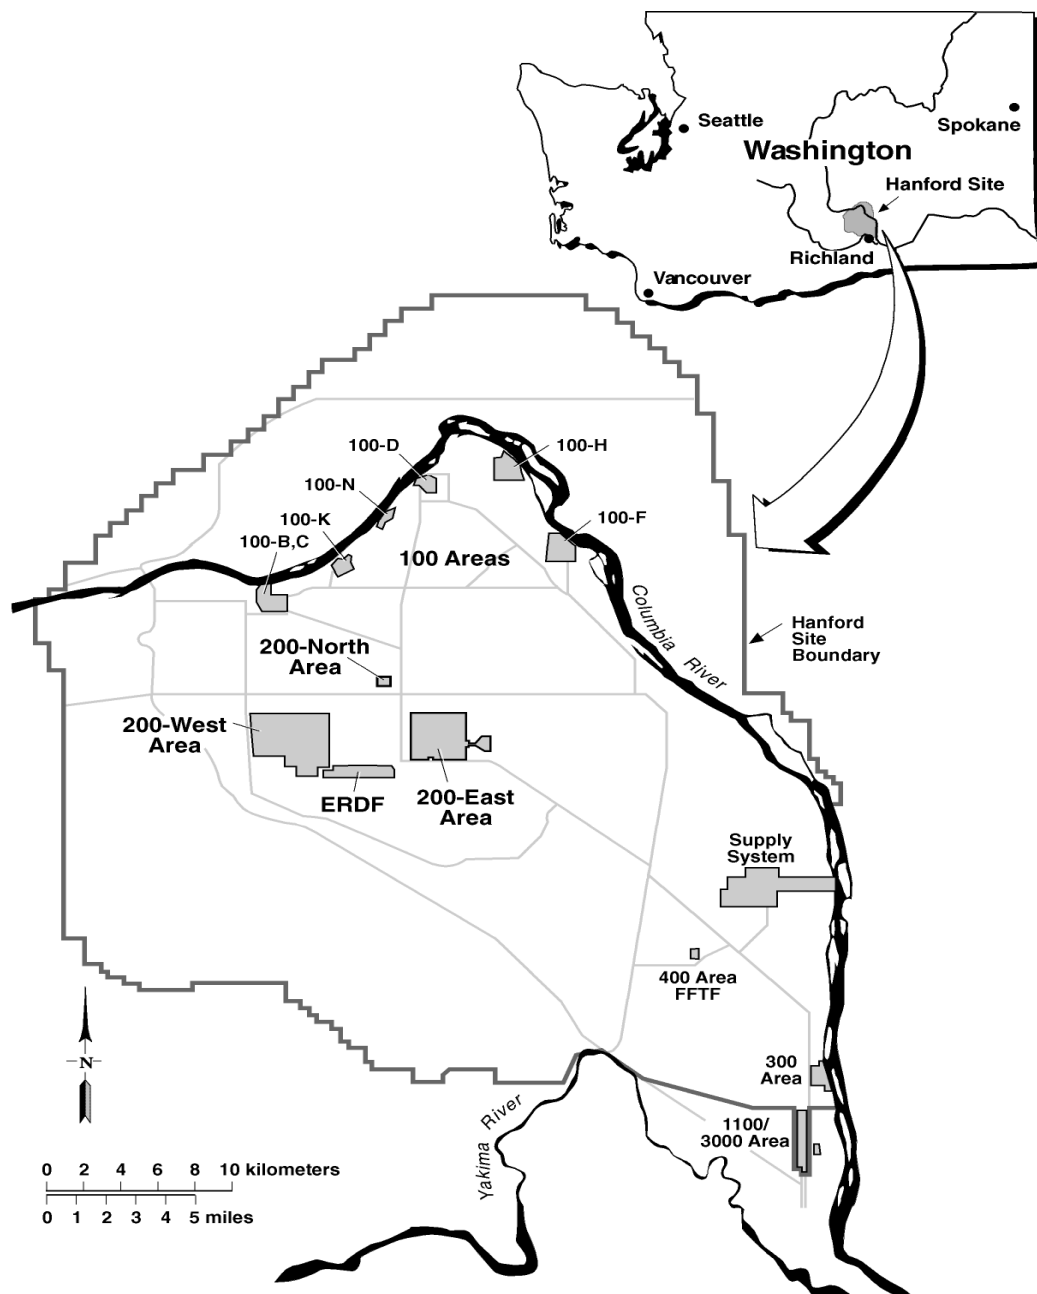 Seattle
Spokane
Washington
Hanford Site
Richland
Vancouver
100-D
100-H
100-N
100-K
100-F
100-B,C
100 Areas
Columbia River
Hanford
Site
Boundary
200-North
Area
200-West
Area
ERDF
200-East
Area
Supply
System
400 Area
FFTF
N
300
Area
1100/
3000 Area
Yakima River
0 2 4 6 8 10 kilometers
0 1 2 3 4 5 miles